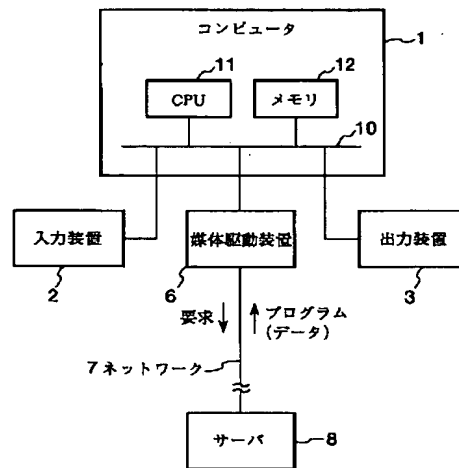 コンピュータ
1
11
12
CPU
メモリ
10
入力装置
媒体駆動装置
出力装置
2
6
3
要求
プログラム
(データ)
7ネットワーク
サーバ
8